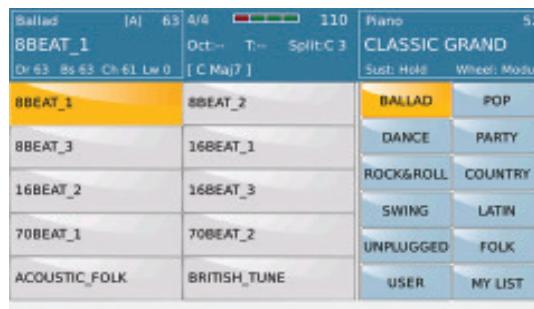 Ballad [A] 63 4/4 110 Piano
8BEAT_1 Oct:-- T:-- Split:C 3 CLASSIC GRAND
Dr 63 Bs 63 Ch 61 Lw 0 [ C Maj7 ] Sust: Hold Wheel: Modu
8BEAT_1 8BEAT_2 BALLAD POP
8BEAT_3 16BEAT_1 DANCE PARTY
ROCK&ROLL COUNTRY
16BEAT_2 16BEAT_3
SWING LATIN
70BEAT_1 70BEAT_2
UNPLUGGED FOLK
ACOUSTIC_FOLK BRITISH_TUNE USER MY LIST